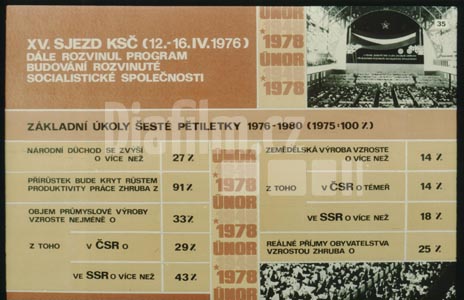 35
XV. SJEZD KSČ (12.-16.IV.1976)
DÁLE ROZVINUL PROGRAM
BUDOVÁNÍ ROZVINUTÉ
SOCIALISTICKÉ SPOLEČNOSTI
ÚNOR
*1978
ÚNOR
*1978
Diafilm.cz
ZÁKLADNÍ ÚKOLY ŠESTÉ PĚTILETKY 1976-1980 (1975=100 %)
NÁRODNÍ DŮCHOD SE ZVÝŠÍ
O VÍCE NEŽ 27 %
PŘÍRŮSTEK BUDE KRYT RŮSTEM
PRODUKTIVITY PRÁCE ZHRUBA Z 91%
OBJEM PRŮMYSLOVÉ VÝROBY
VZROSTE NEJMÉNĚ O 33%
Z TOHO V ČSR O 29%
VE SSR O VÍCE NEŽ 43%
ÚNOR
*1978
ÚNOR
*1978
ÚNOR
*1978
ZEMĚDĚLSKÁ VÝROBA VZROSTE
O VÍCE NEŽ 14 %
Z TOHO V ČSR O TÉMĚŘ 14 %
VE SSR O VÍCE NEŽ 18 %
REÁLNÉ PŘÍJMY OBYVATELSTVA
VZROSTOU ZHRUBA O 25 %